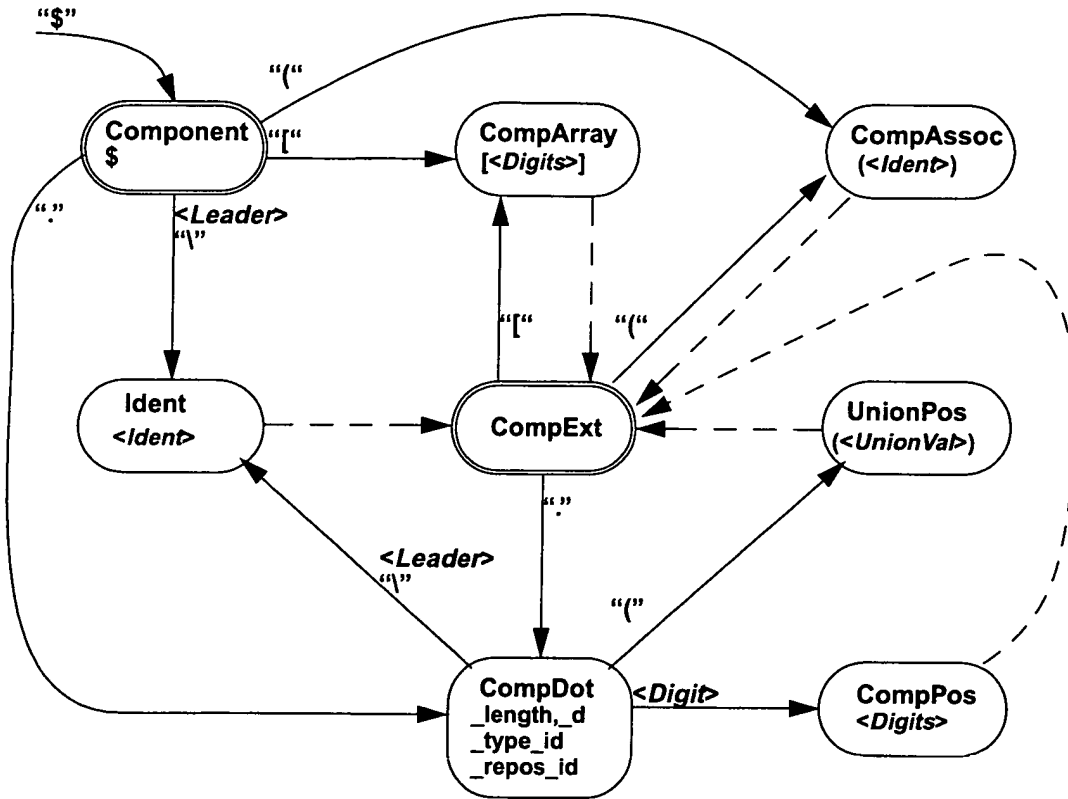 “$”
“(“
Component
$
“[“
CompArray
[<Digits>]
CompAssoc
(<Ident>)
“.”
<Leader>
“\”
“[“
“(“
Ident
<Ident>
CompExt
UnionPos
(<UnionVal>)
“.”
<Leader>
“\”
“(”
CompDot
_length,_d
_type_id
_repos_id
<Digit>
CompPos
<Digits>